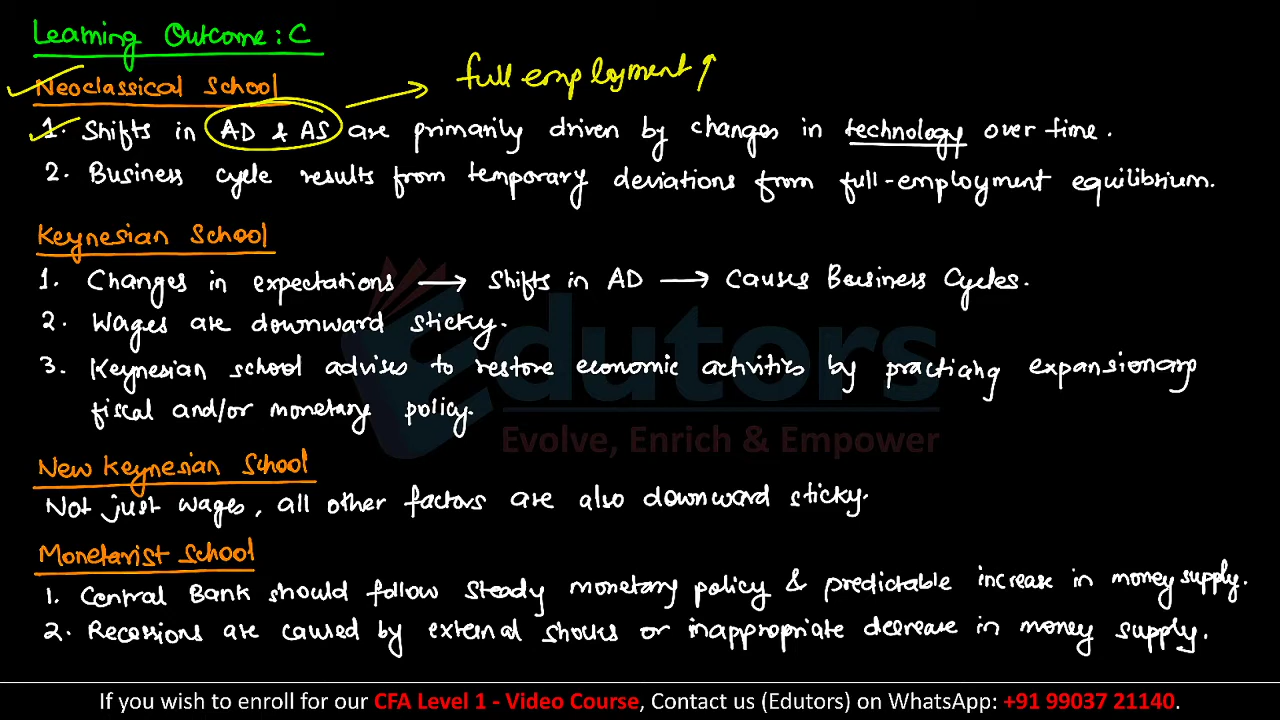 Learning Outcome: C
full employment ↑
Neoclassical School
1. Shifts in AD & AS are primarily driven by changes in technology over time.
2. Business cycle results from temporary deviations from full-employment equilibrium.
Keynesian School
1. Changes in expectations → Shifts in AD → Causes Business Cycles.
2. Wages are downward sticky.
3. Keynesian school advises to restore economic activities by practicing expansionary
fiscal and/or monetary policy.
Edutors
Evolve, Enrich & Empower
New Keynesian School
Not just wages, all other factors are also downward sticky.
Monetarist School
1. Central Bank should follow steady monetary policy & predictable increase in money supply.
2. Recessions are caused by external shocks or inappropriate decrease in money supply.
If you wish to enroll for our CFA Level 1 - Video Course, Contact us (Edutors) on WhatsApp: +91 99037 21140.